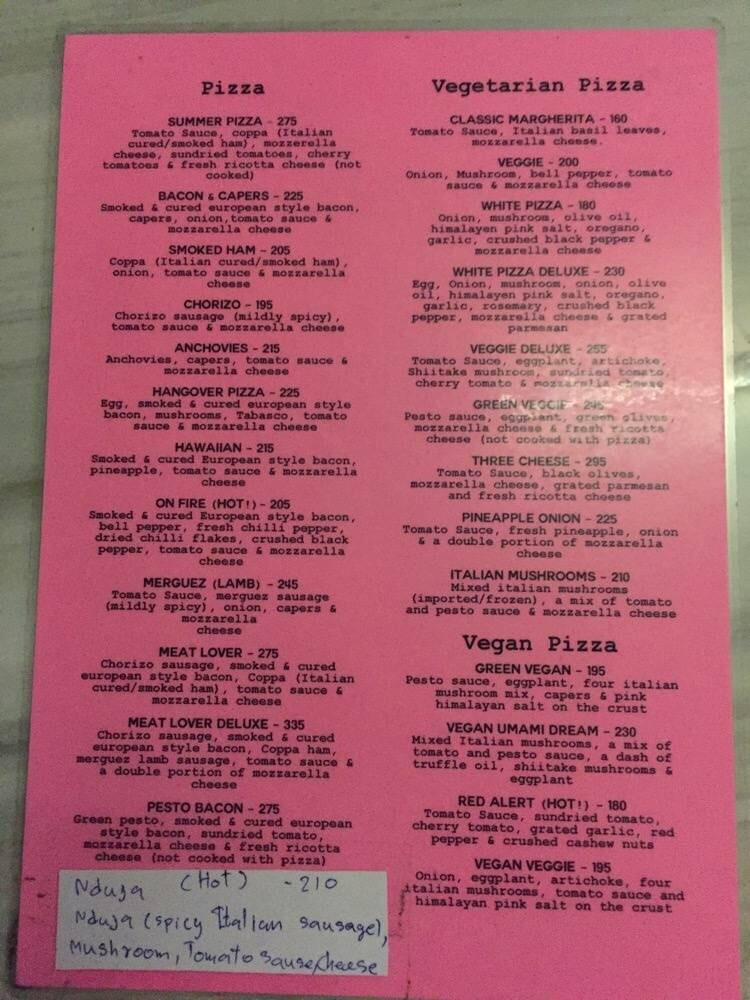 Pizza
SUMMER PIZZA - 275
Tomato Sauce, coppa (Italian
cured/smoked ham), mozzerella
cheese, sundried tomatoes, cherry
tomatoes & fresh ricotta cheese (not
cooked)
BACON & CAPERS - 225
Smoked & cured european style bacon,
capers, onion,tomato sauce &
mozzarella cheese
SMOKED HAM - 205
Coppa (Italian cured/smoked ham),
onion, tomato sauce & mozzarella
cheese
CHORIZO - 195
Chorizo sausage (mildly spicy),
tomato sauce & mozzarella cheese
ANCHOVIES - 215
Anchovies, capers, tomato sauce &
mozzarella cheese
HANGOVER PIZZA - 225
Egg, smoked & cured european style
bacon, mushrooms, Tabasco, tomato
sauce & mozzarella cheese
HAWAIIAN - 215
Smoked & cured European style bacon,
pineapple, tomato sauce & mozzarella
cheese
ON FIRE (HOT!) - 205
Smoked & cured European style bacon,
bell pepper, fresh chilli pepper,
dried chilli flakes, crushed black
pepper, tomato sauce & mozzarella
cheese
MERGUEZ (LAMB) - 245
Tomato Sauce, merguez sausage
(mildly spicy), onion, capers &
mozzarella
cheese
MEAT LOVER - 275
Chorizo sausage, smoked & cured
european style bacon, Coppa (Italian
cured/smoked ham), tomato sauce &
mozzarella cheese
MEAT LOVER DELUXE - 335
Chorizo sausage, smoked & cured
european style bacon, Coppa ham,
merguez lamb sausage, tomato sauce &
a double portion of mozzarella
cheese
PESTO BACON - 275
Green pesto, smoked & cured european
style bacon, sundried tomato,
mozzarella cheese & fresh ricotta
cheese (not cooked with pizza)
Nduja (Hot) - 210
Nduja (spicy Italian sausage),
Mushroom, Tomato sause, cheese
Vegetarian Pizza
CLASSIC MARGHERITA - 160
Tomato Sauce, Italian basil leaves,
mozzarella cheese.
VEGGIE - 200
Onion, Mushroom, bell pepper, tomato
sauce & mozzarella cheese
WHITE PIZZA - 180
Onion, mushroom, olive oil,
himalayen pink salt, oregano,
garlic, crushed black pepper &
mozzarella cheese
WHITE PIZZA DELUXE - 230
Egg, Onion, mushroom, onion, olive
oil, himalayen pink salt, oregano,
garlic, rosemary, crushed black
pepper, mozzarella cheese & grated
parmesan
VEGGIE DELUXE - 255
Tomato Sauce, eggplant, artichoke,
Shiitake mushroom, sundried tomato,
cherry tomato & mozzarella cheese
GREEN VEGGIE - 245
Pesto sauce, eggplant, green olives,
mozzarella cheese & fresh ricotta
cheese (not cooked with pizza)
THREE CHEESE - 295
Tomato Sauce, black olives,
mozzarella cheese, grated parmesan
and fresh ricotta cheese
PINEAPPLE ONION - 225
Tomato Sauce, fresh pineapple, onion
& a double portion of mozzarella
cheese
ITALIAN MUSHROOMS - 210
Mixed italian mushrooms
(imported/frozen), a mix of tomato
and pesto sauce & mozzarella cheese
Vegan Pizza
GREEN VEGAN - 195
Pesto sauce, eggplant, four italian
mushroom mix, capers & pink
himalayan salt on the crust
VEGAN UMAMI DREAM - 230
Mixed Italian mushrooms, a mix of
tomato and pesto sauce, a dash of
truffle oil, shiitake mushrooms &
eggplant
RED ALERT (HOT!) - 180
Tomato Sauce, sundried tomato,
cherry tomato, grated garlic, red
pepper & crushed cashew nuts
VEGAN VEGGIE - 195
Onion, eggplant, artichoke, four
italian mushrooms, tomato sauce and
himalayan pink salt on the crust